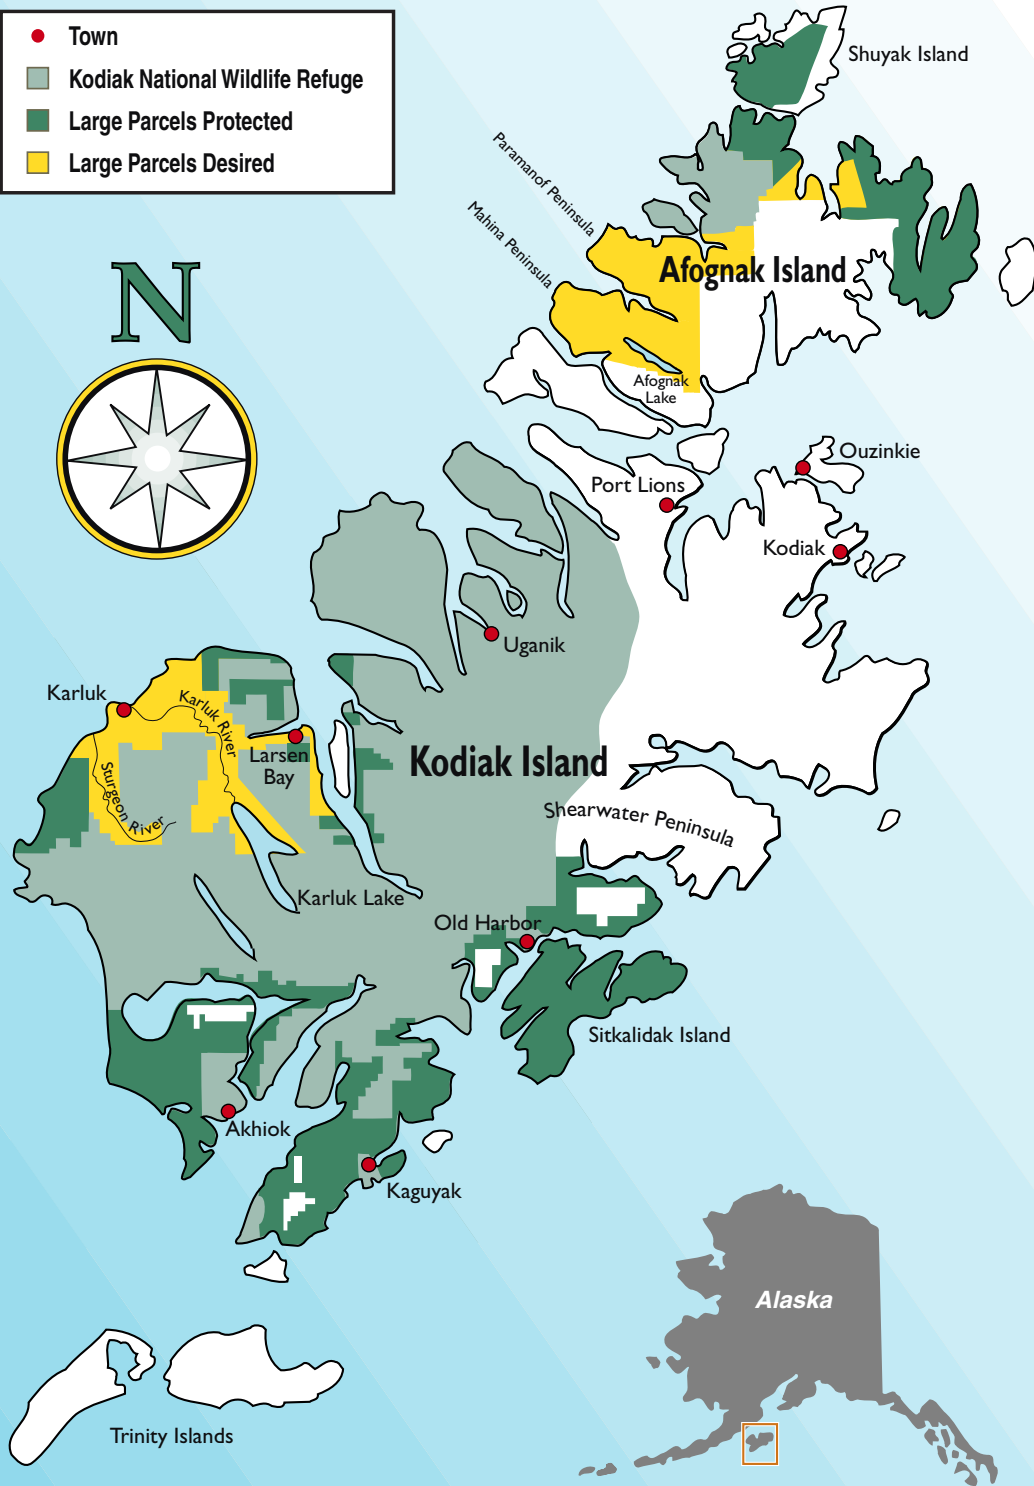 Town
Kodiak National Wildlife Refuge
Large Parcels Protected
Large Parcels Desired
N
Shuyak Island
Paramanof Peninsula
Mahina Peninsula
Afognak Island
Afognak
Lake
Ouzinkie
Port Lions
Kodiak
Uganik
Karluk
Karluk River
Larsen
Bay
Sturgeon River
Kodiak Island
Shearwater Peninsula
Karluk Lake
Old Harbor
Sitkalidak Island
Akhiok
Kaguyak
Alaska
Trinity Islands